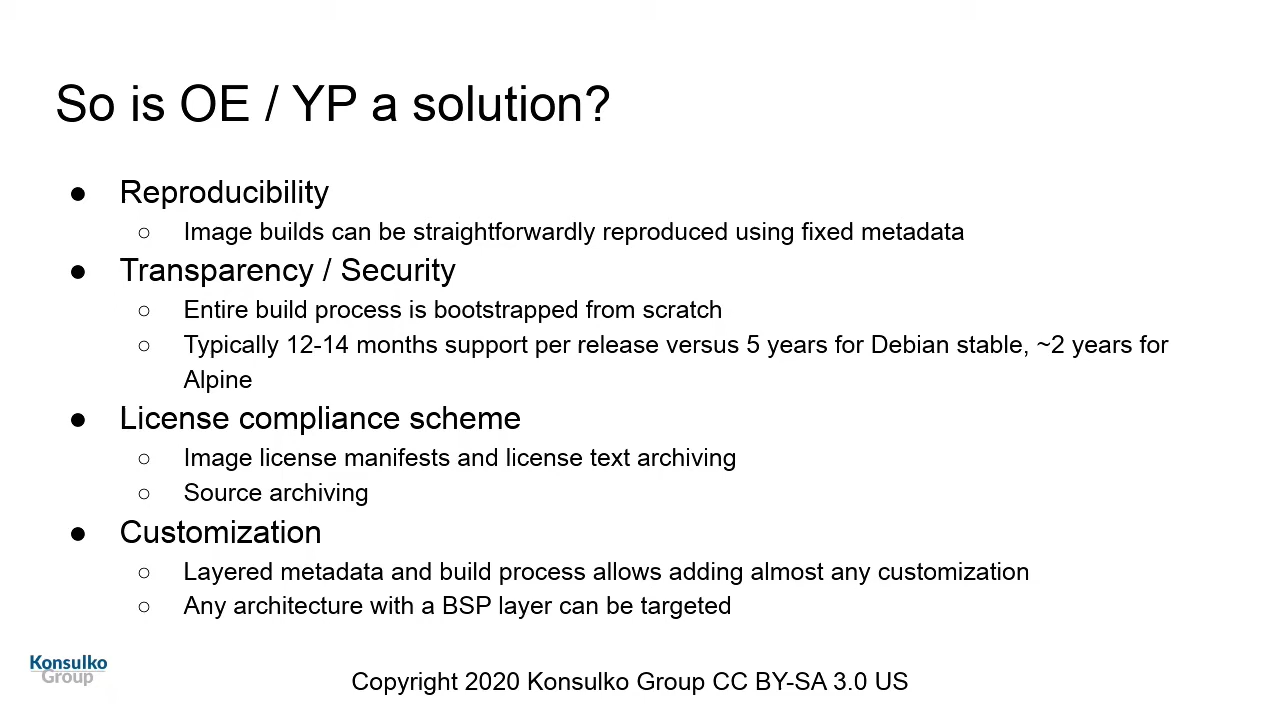 So is OE / YP a solution?
● Reproducibility
○ Image builds can be straightforwardly reproduced using fixed metadata
● Transparency / Security
○ Entire build process is bootstrapped from scratch
○ Typically 12-14 months support per release versus 5 years for Debian stable, ~2 years for
Alpine
● License compliance scheme
○ Image license manifests and license text archiving
○ Source archiving
● Customization
○ Layered metadata and build process allows adding almost any customization
○ Any architecture with a BSP layer can be targeted
Konsulko
Group
Copyright 2020 Konsulko Group CC BY-SA 3.0 US